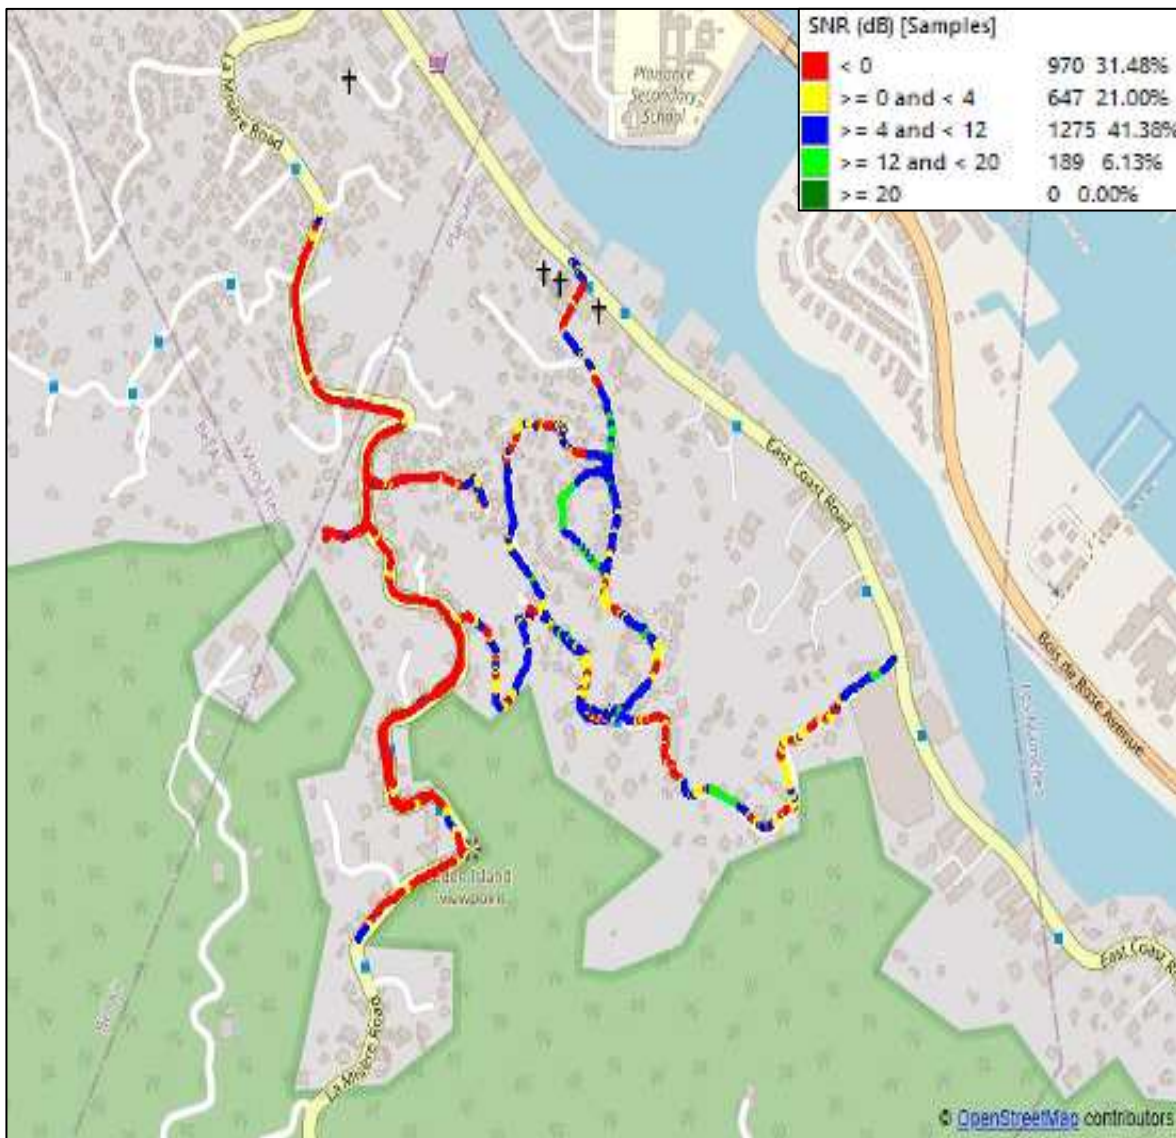 SNR (dB) [Samples]
< 0 970 31.48%
>= 0 and < 4 647 21.00%
>= 4 and < 12 1275 41.38%
>= 12 and < 20 189 6.13%
>= 20 0 0.00%
Plaisance
Secondary
School
La Misère Road
East Coast Road
Bois de Rose Avenue
Eden Island
viewpoint
East Coast R
La Misère Road
© OpenStreetMap contributors